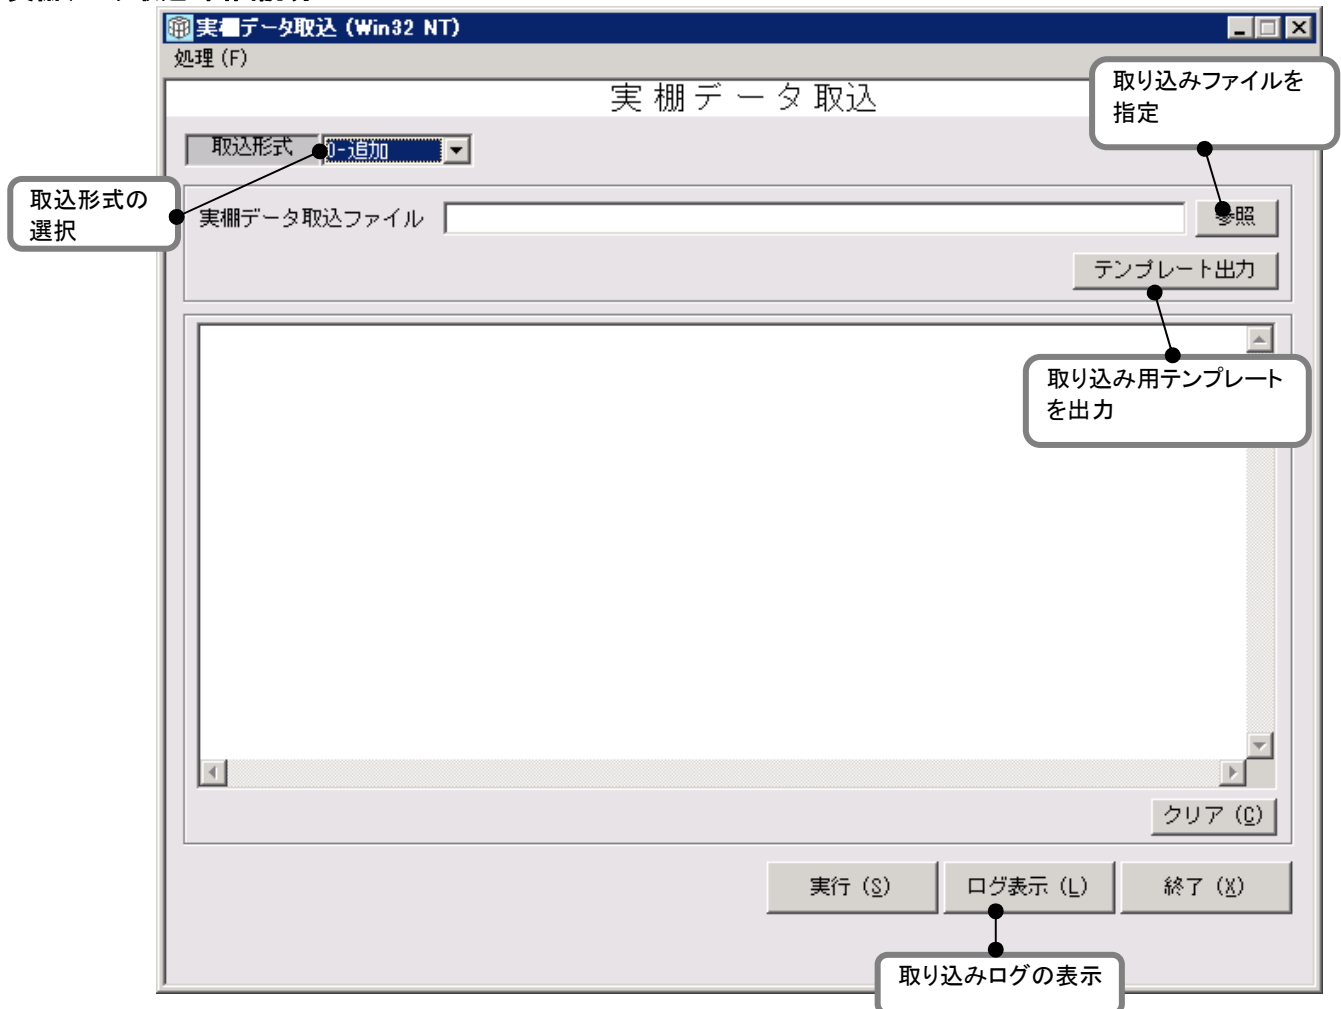 実棚データ取込 (Win32 NT)
処理(F)
実棚データ取込
取り込みファイルを
指定
取込形式 0-追加
取込形式の
選択
実棚データ取込ファイル 参照
テンプレート出力
取り込み用テンプレート
を出力
クリア(C)
実行(S) ログ表示(L) 終了(X)
取り込みログの表示